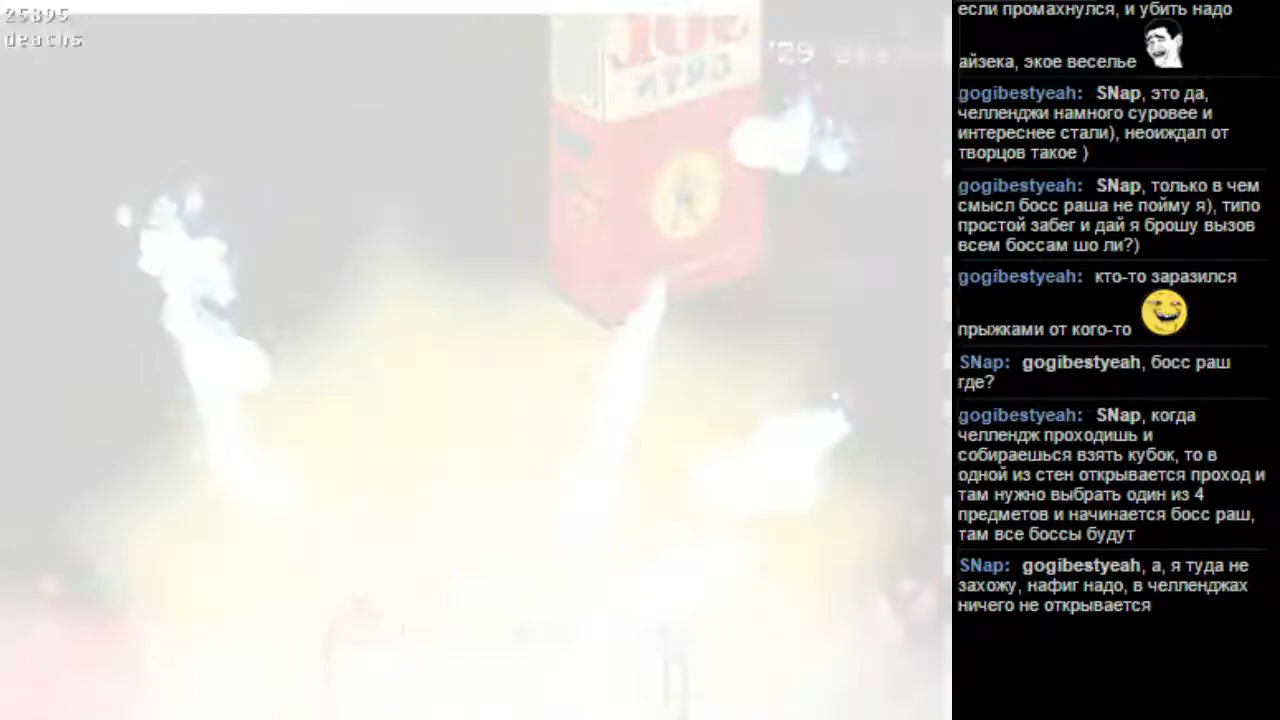 25895
deaths
'29
если промахнулся, и убить надо
айзека, экое веселье
gogibestyeah: SNap, это да,
челленджи намного суровее и
интереснее стали), неоиждал от
творцов такое )
gogibestyeah: SNap, только в чем
смысл босс раша не пойму я), типо
простой забег и дай я брошу вызов
всем боссам шо ли?)
gogibestyeah: кто-то заразился
прыжками от кого-то
SNap: gogibestyeah, босс раш
где?
gogibestyeah: SNap, когда
челлендж проходишь и
собираешься взять кубок, то в
одной из стен открывается проход и
там нужно выбрать один из 4
предметов и начинается босс раш,
там все боссы будут
SNap: gogibestyeah, а, я туда не
захожу, нафиг надо, в челленджах
ничего не открывается